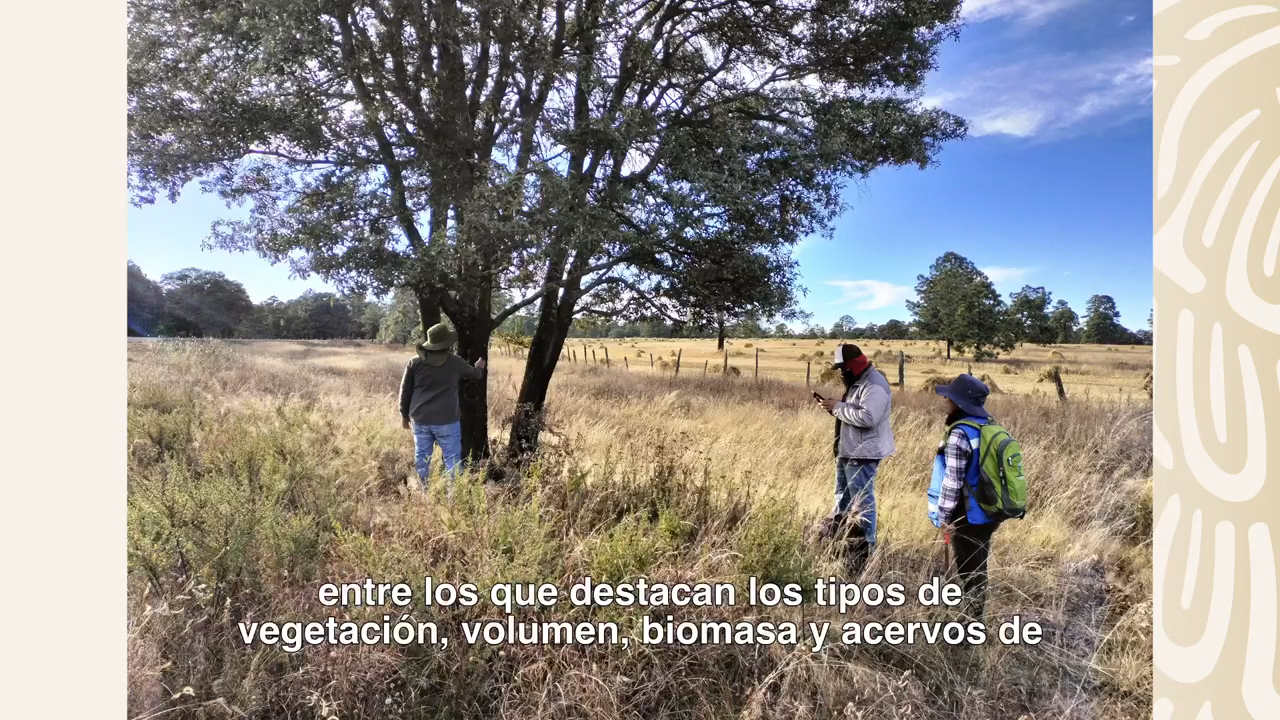 entre los que destacan los tipos de
vegetación, volumen, biomasa y acervos de